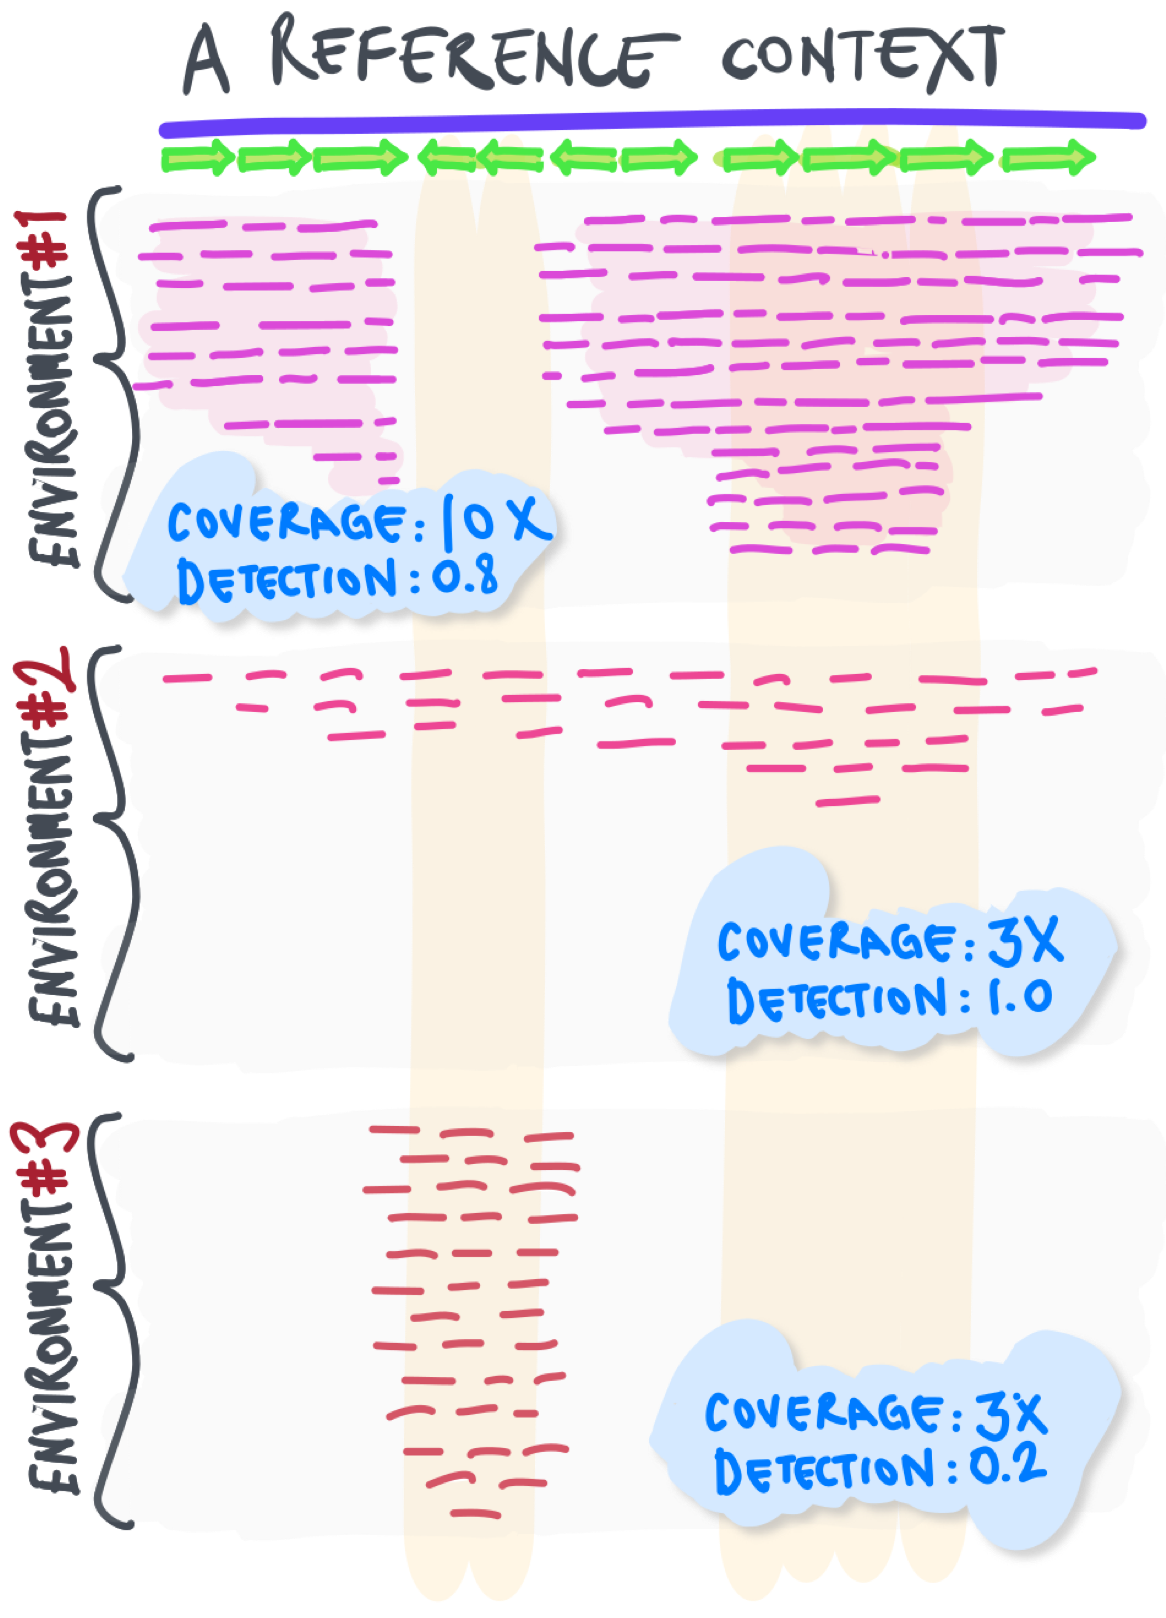 A REFERENCE CONTEXT
ENVIRONMENT #1
COVERAGE: 10X
DETECTION: 0.8
ENVIRONMENT #2
COVERAGE: 3X
DETECTION: 1.0
ENVIRONMENT #3
COVERAGE: 3X
DETECTION: 0.2